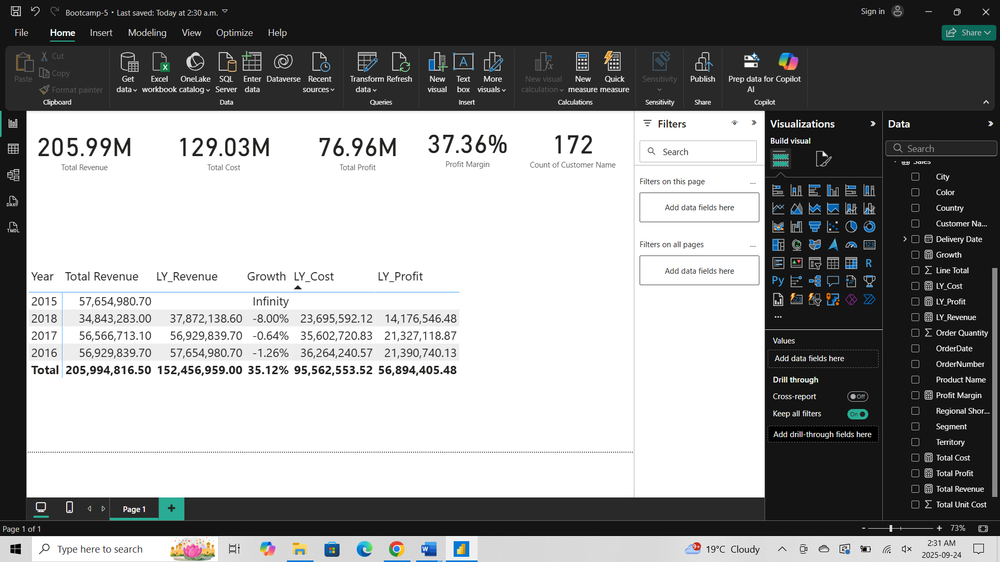 Bootcamp-5 • Last saved: Today at 2:30 a.m.
Sign in
File Home Insert Modeling View Optimize Help
Share
Paste
Cut
Copy
Format painter
Clipboard
Get data
Excel workbook
OneLake catalog
SQL Server
Enter data
Dataverse
Recent sources
Data
Transform data
Refresh
Queries
New visual
Text box
More visuals
Insert
New visual calculation
New measure
Quick measure
Calculations
Sensitivity
Sensitivity
Publish
Share
Prep data for AI
Copilot
Copilot
DAX
TMDL
205.99M
Total Revenue
129.03M
Total Cost
76.96M
Total Profit
37.36%
Profit Margin
172
Count of Customer Name
Year Total Revenue LY_Revenue Growth LY_Cost LY_Profit
2015 57,654,980.70 Infinity
2018 34,843,283.00 37,872,138.60 -8.00% 23,695,592.12 14,176,546.48
2017 56,566,713.10 56,929,839.70 -0.64% 35,602,720.83 21,327,118.87
2016 56,929,839.70 57,654,980.70 -1.26% 36,264,240.57 21,390,740.13
Total 205,994,816.50 152,456,959.00 35.12% 95,562,553.52 56,894,405.48
Filters
Search
Filters on this page ...
Add data fields here
Filters on all pages ...
Add data fields here
Visualizations
Build visual
123
R
Py
...
Values
Add data fields here
Drill through
Cross-report Off
Keep all filters On
Add drill-through fields here
Data
Search
Sales
City
Color
Country
Customer Na...
Delivery Date
Growth
Line Total
LY_Cost
LY_Profit
LY_Revenue
Order Quantity
OrderDate
OrderNumber
Product Name
Profit Margin
Regional Shor...
Segment
Territory
Total Cost
Total Profit
Total Revenue
Total Unit Cost
Page 1
Page 1 of 1
- + 73%
Type here to search
9+
19°C Cloudy
2:31 AM
2025-09-24